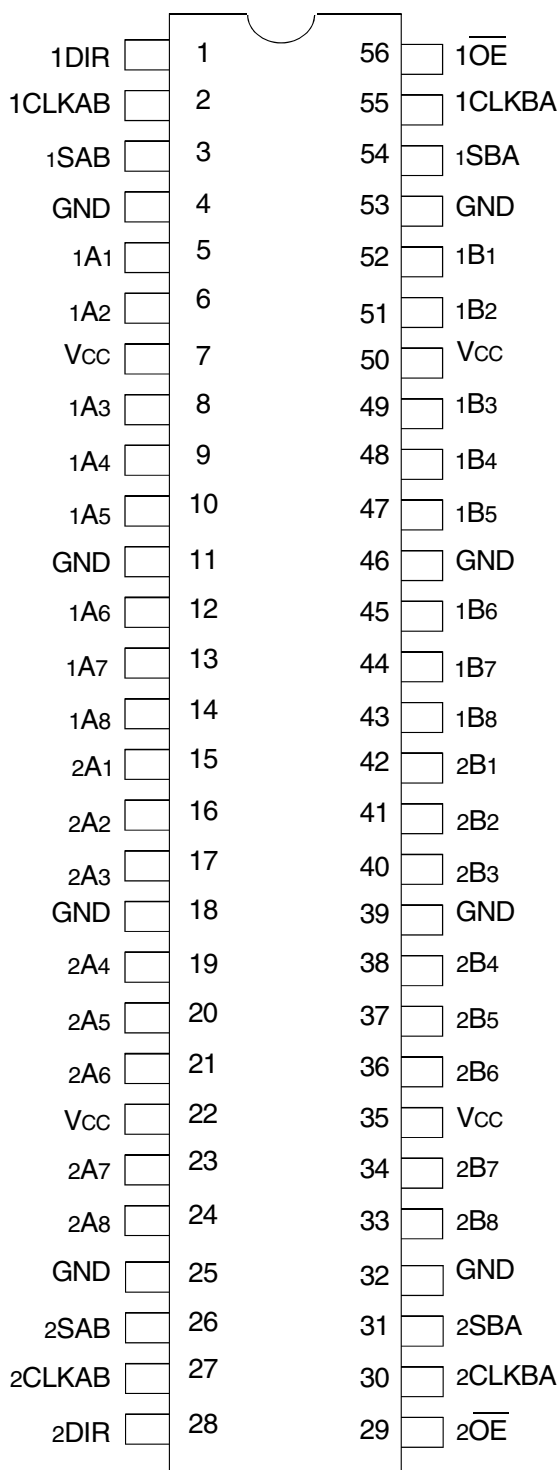 1DIR 1 56 1O̅E̅
1CLKAB 2 55 1CLKBA
1SAB 3 54 1SBA
GND 4 53 GND
1A1 5 52 1B1
1A2 6 51 1B2
VCC 7 50 VCC
1A3 8 49 1B3
1A4 9 48 1B4
1A5 10 47 1B5
GND 11 46 GND
1A6 12 45 1B6
1A7 13 44 1B7
1A8 14 43 1B8
2A1 15 42 2B1
2A2 16 41 2B2
2A3 17 40 2B3
GND 18 39 GND
2A4 19 38 2B4
2A5 20 37 2B5
2A6 21 36 2B6
VCC 22 35 VCC
2A7 23 34 2B7
2A8 24 33 2B8
GND 25 32 GND
2SAB 26 31 2SBA
2CLKAB 27 30 2CLKBA
2DIR 28 29 2O̅E̅